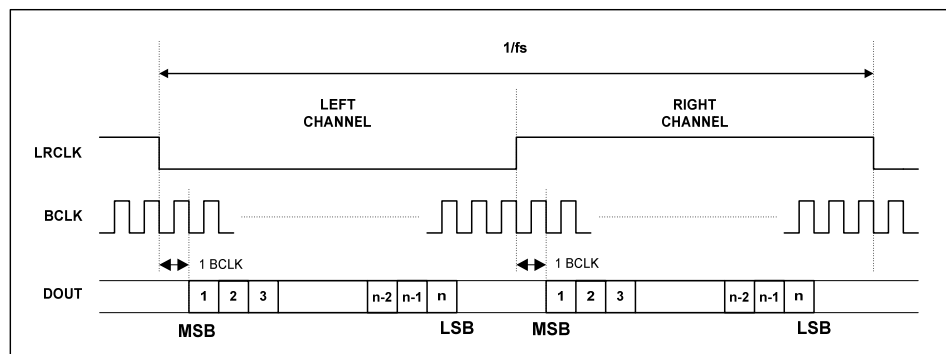 1/fs
LEFT
CHANNEL
RIGHT
CHANNEL
LRCLK
BCLK
1 BCLK
1 BCLK
DOUT
1 2 3 n-2 n-1 n 1 2 3 n-2 n-1 n
MSB LSB MSB LSB